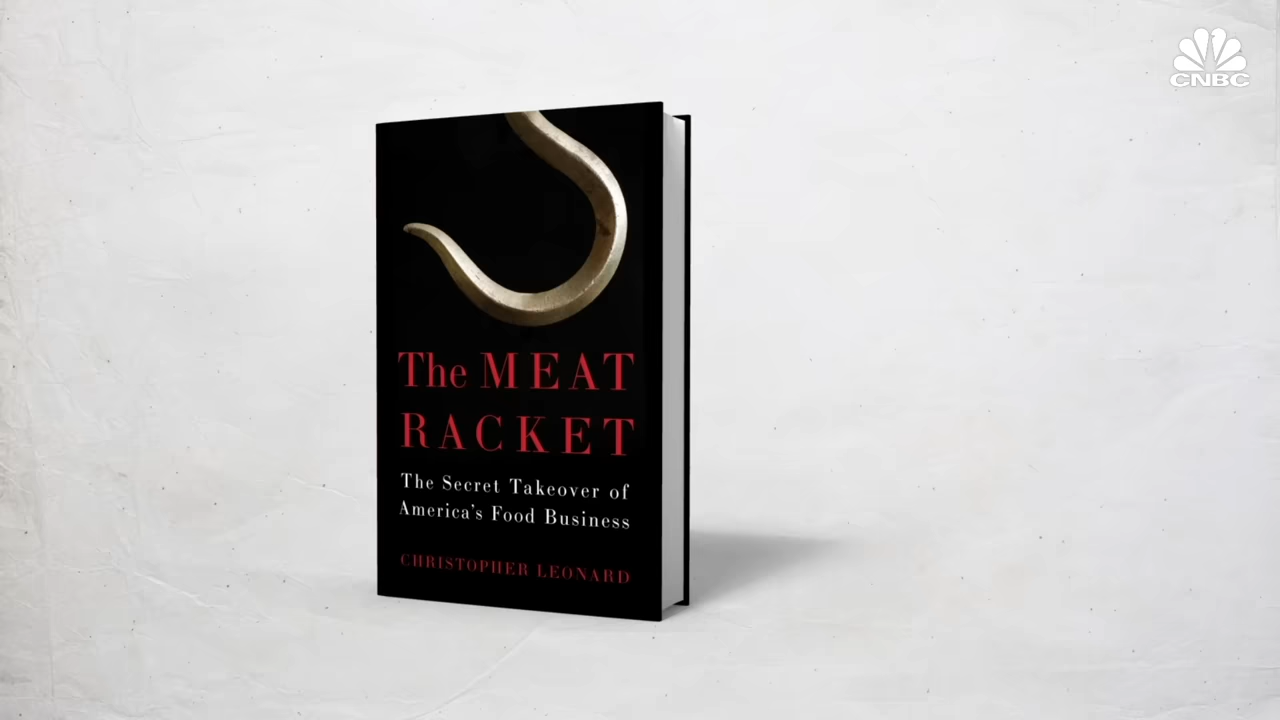 CNBC
The MEAT
RACKET
The Secret Takeover of
America's Food Business
CHRISTOPHER LEONARD